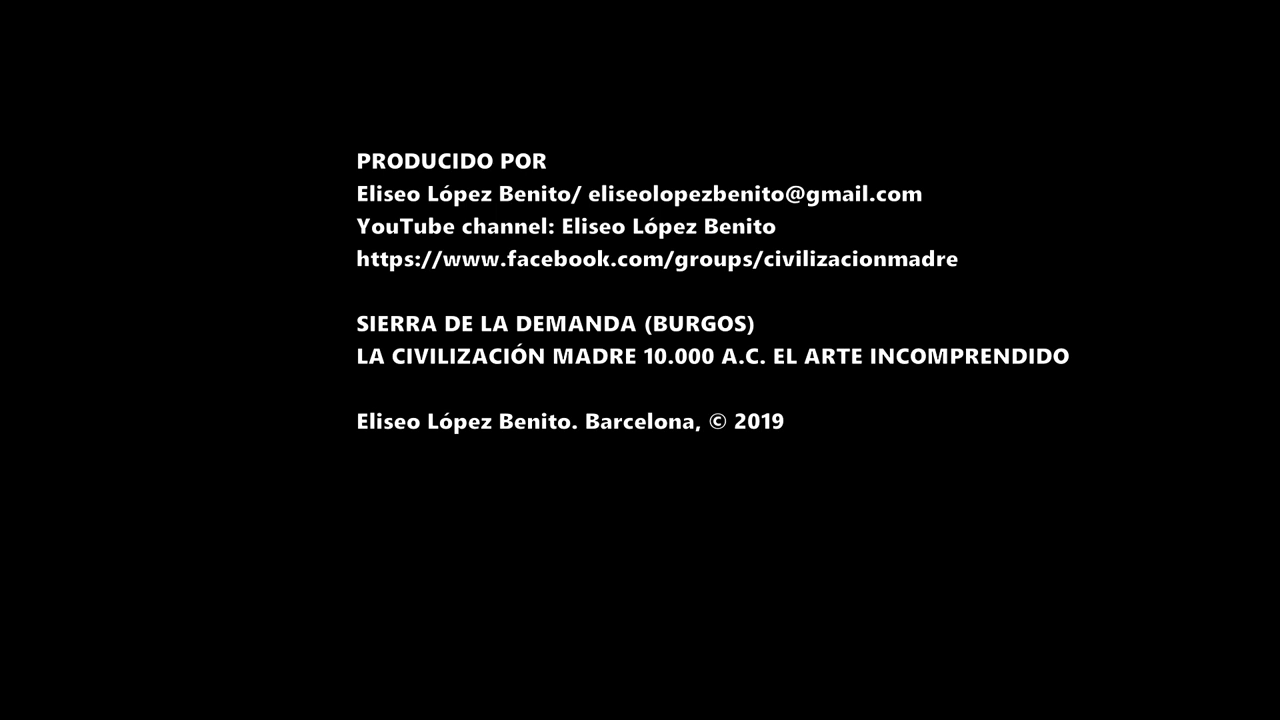 PRODUCIDO POR
Eliseo López Benito/ eliseolopezbenito@gmail.com
YouTube channel: Eliseo López Benito
https://www.facebook.com/groups/civilizacionmadre
SIERRA DE LA DEMANDA (BURGOS)
LA CIVILIZACIÓN MADRE 10.000 A.C. EL ARTE INCOMPRENDIDO
Eliseo López Benito. Barcelona, © 2019